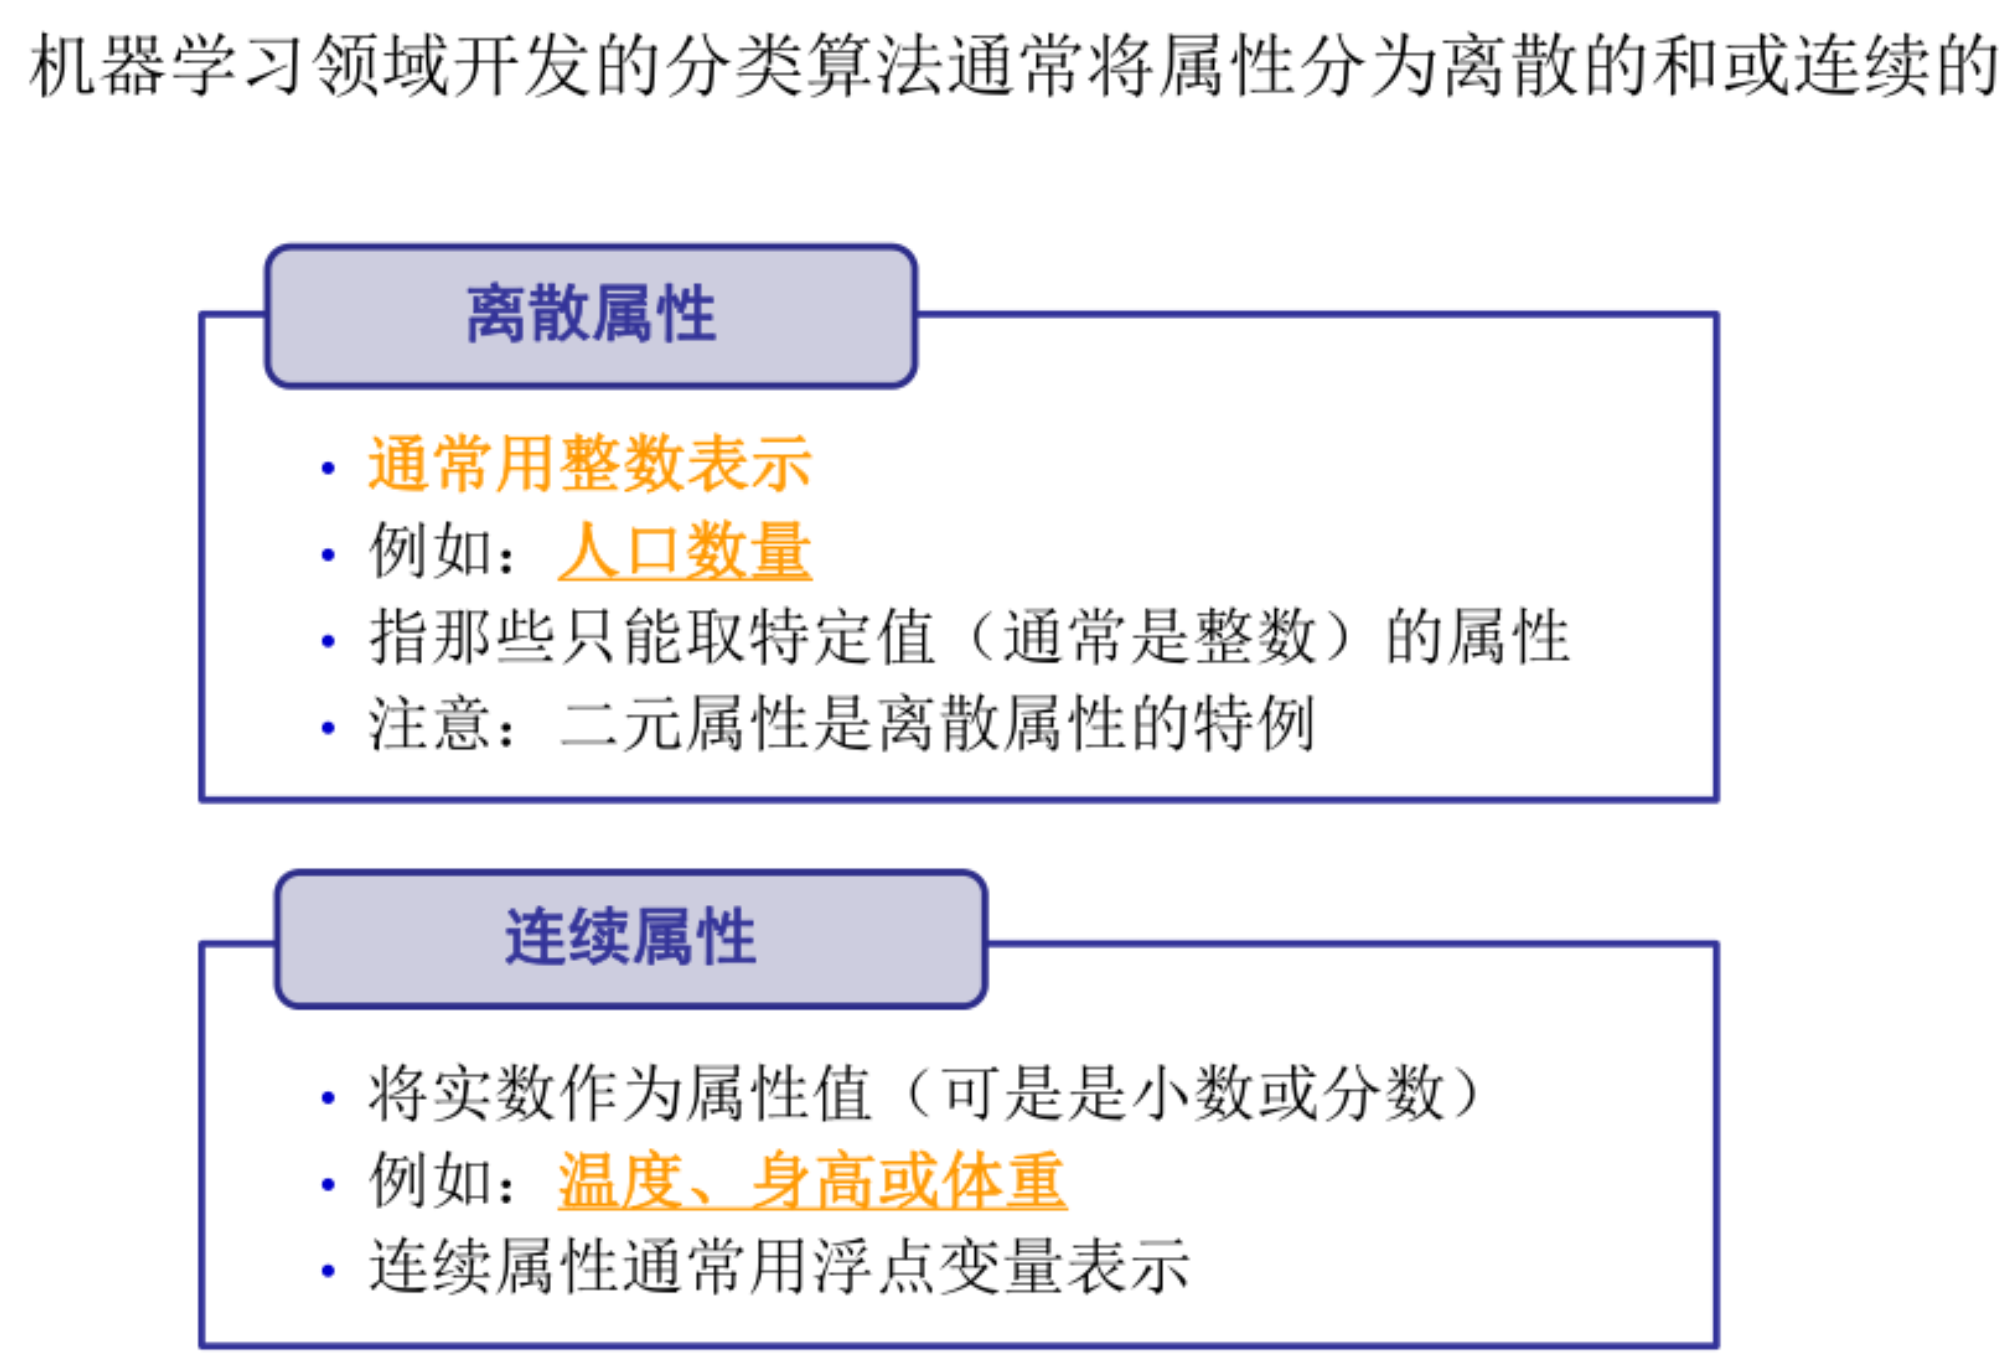 机器学习领域开发的分类算法通常将属性分为离散的和或连续的
离散属性
• 通常用整数表示
• 例如：人口数量
• 指那些只能取特定值（通常是整数）的属性
• 注意：二元属性是离散属性的特例
连续属性
• 将实数作为属性值（可是是小数或分数）
• 例如：温度、身高或体重
• 连续属性通常用浮点变量表示